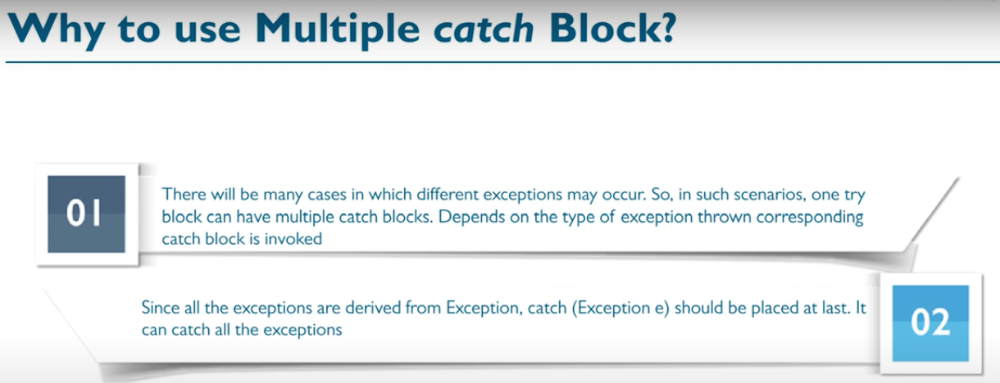 Why to use Multiple catch Block?
01
There will be many cases in which different exceptions may occur. So, in such scenarios, one try
block can have multiple catch blocks. Depends on the type of exception thrown corresponding
catch block is invoked
Since all the exceptions are derived from Exception, catch (Exception e) should be placed at last. It
can catch all the exceptions
02